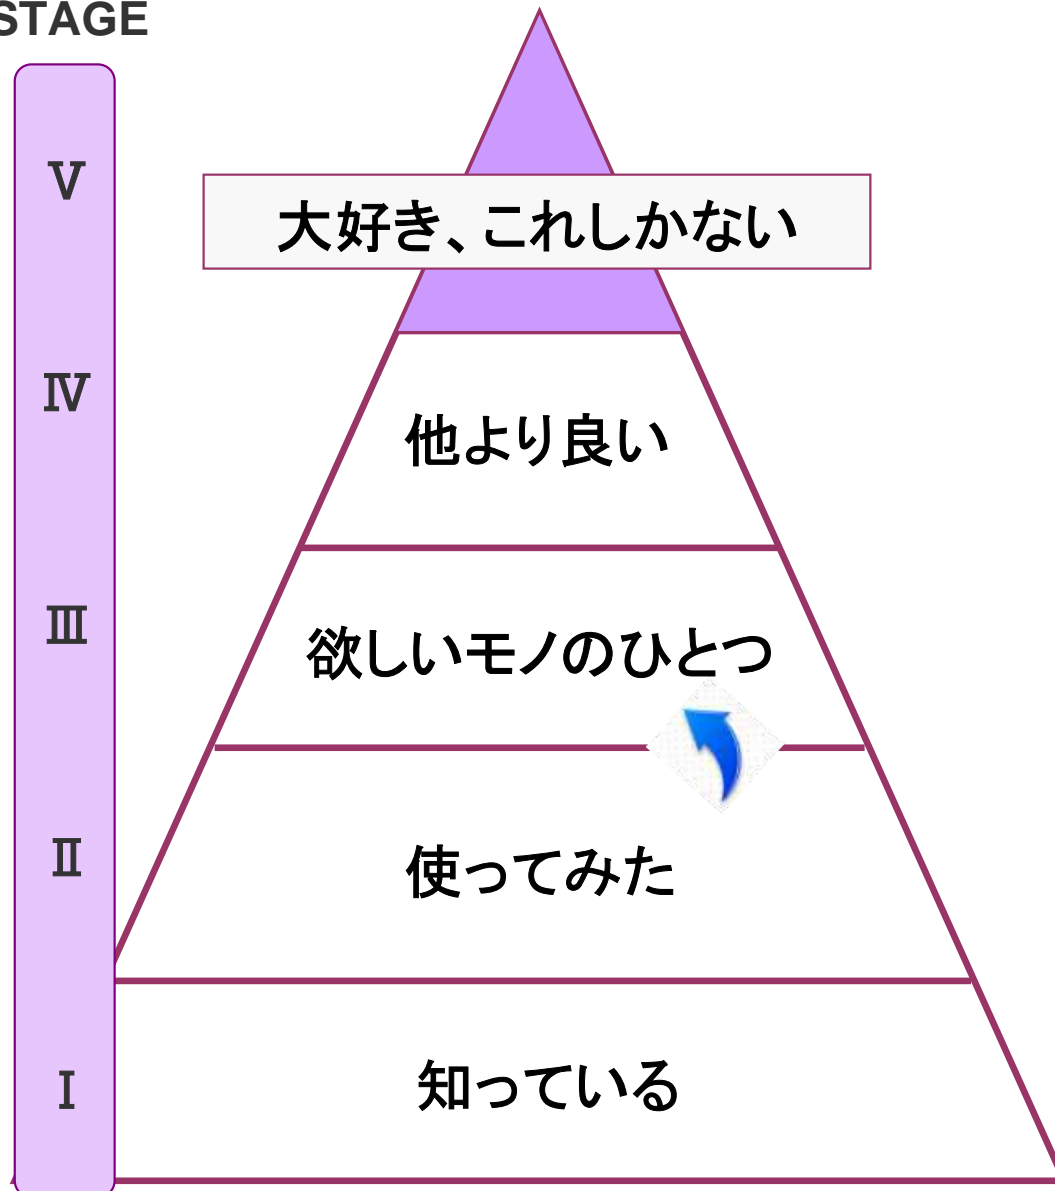 STAGE
Ⅴ
大好き、これしかない
Ⅳ
他より良い
Ⅲ
欲しいモノのひとつ
Ⅱ
使ってみた
Ⅰ
知っている